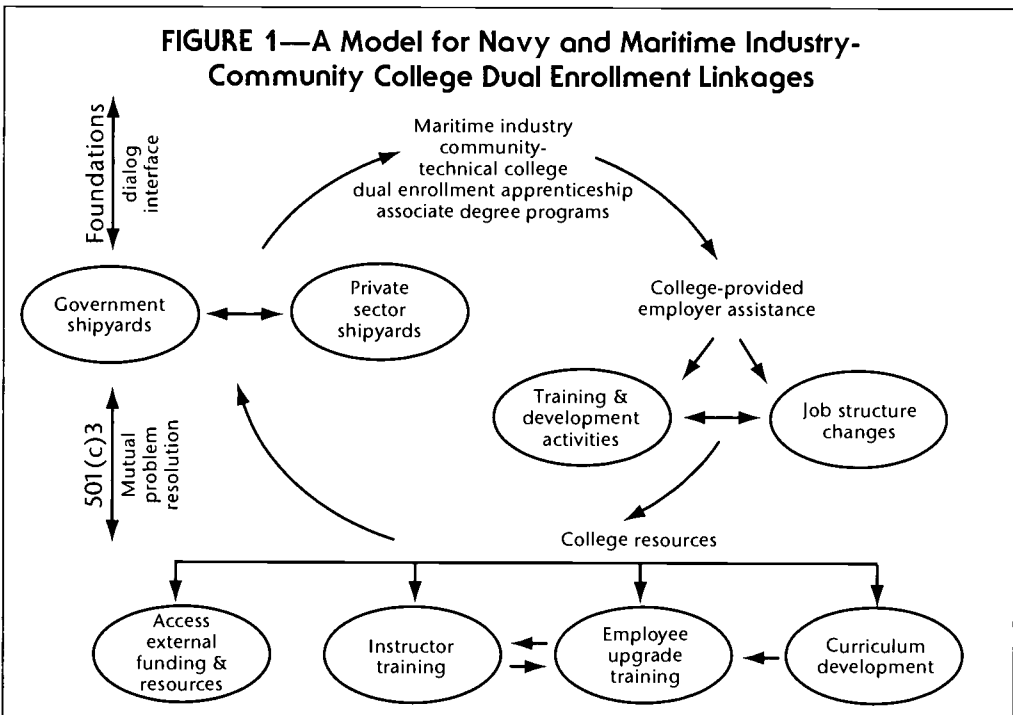 FIGURE 1—A Model for Navy and Maritime Industry-
Community College Dual Enrollment Linkages
Foundations
dialog
interface
Maritime industry
community-
technical college
dual enrollment apprenticeship
associate degree programs
Government
shipyards
Private
sector
shipyards
College-provided
employer assistance
Training &
development
activities
Job structure
changes
501(c)3
Mutual
problem
resolution
College resources
Access
external
funding &
resources
Instructor
training
Employee
upgrade
training
Curriculum
development